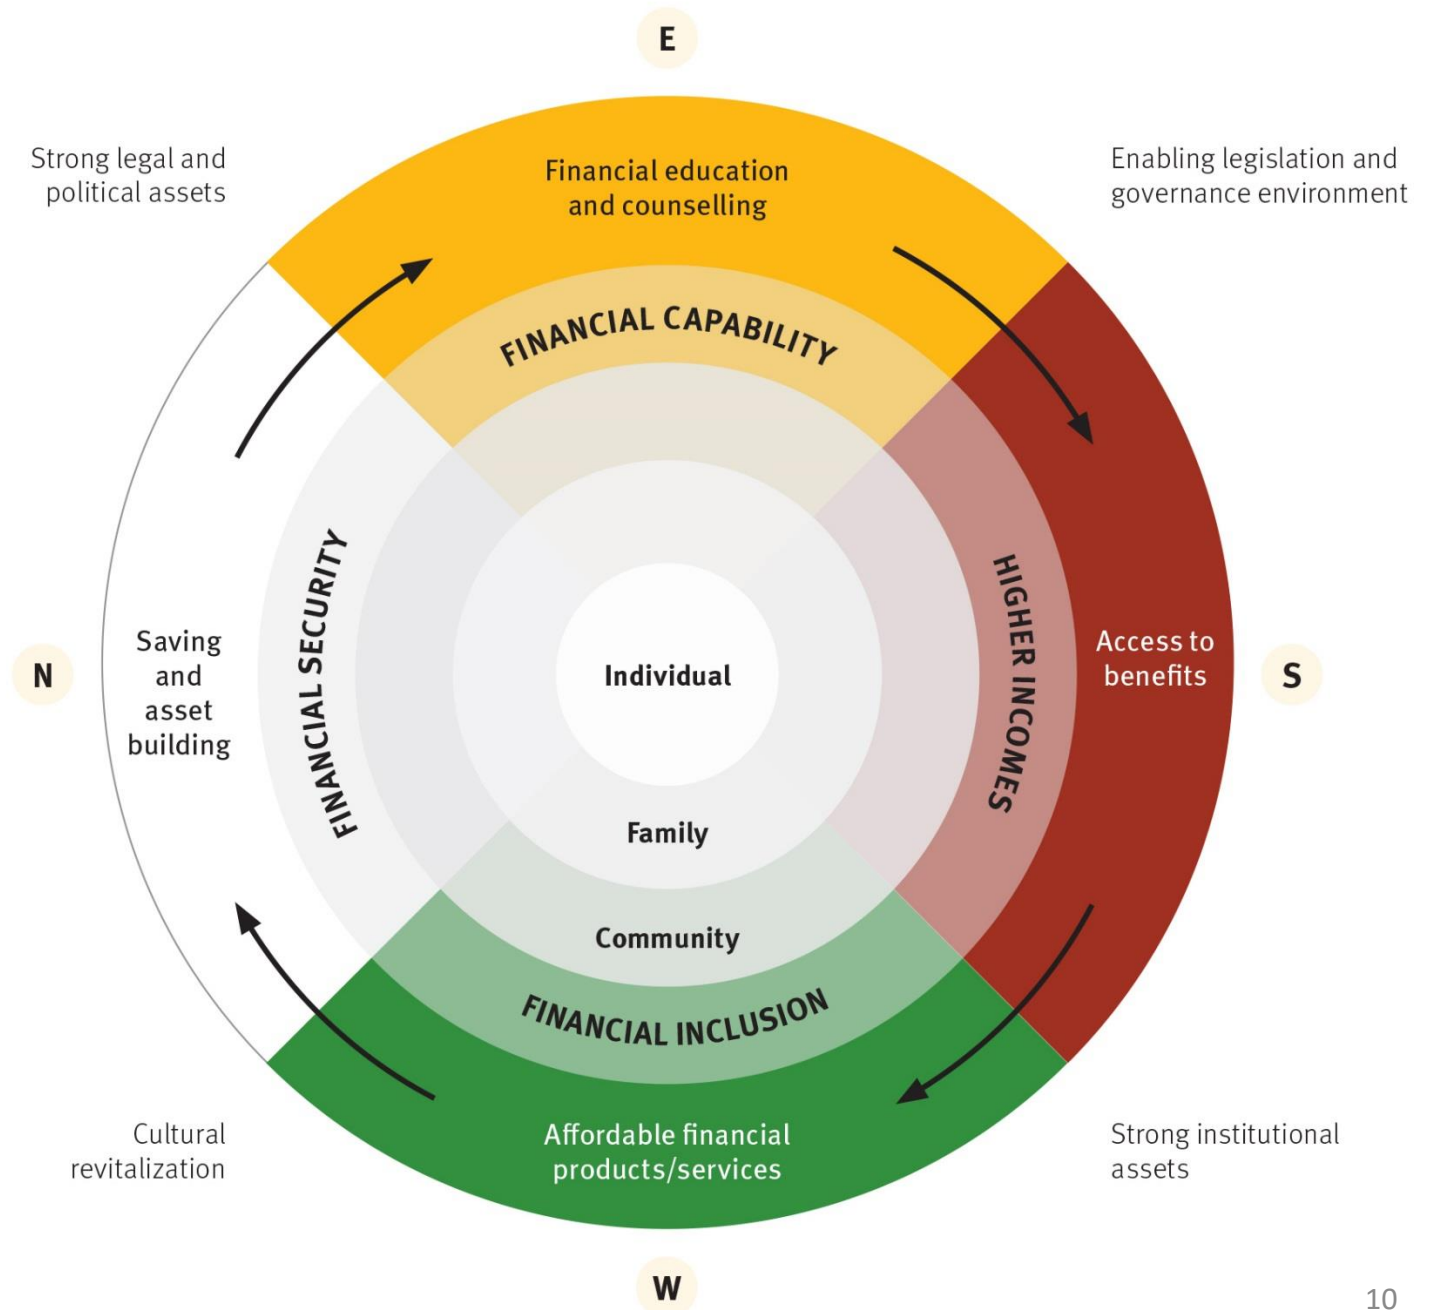 E
Strong legal and
political assets
Financial education
and counselling
Enabling legislation and
governance environment
FINANCIAL CAPABILITY
N
Saving
and
asset
building
FINANCIAL SECURITY
Individual
HIGHER INCOMES
Access to
benefits
S
Family
Community
FINANCIAL INCLUSION
Cultural
revitalization
Affordable financial
products/services
Strong institutional
assets
W
10